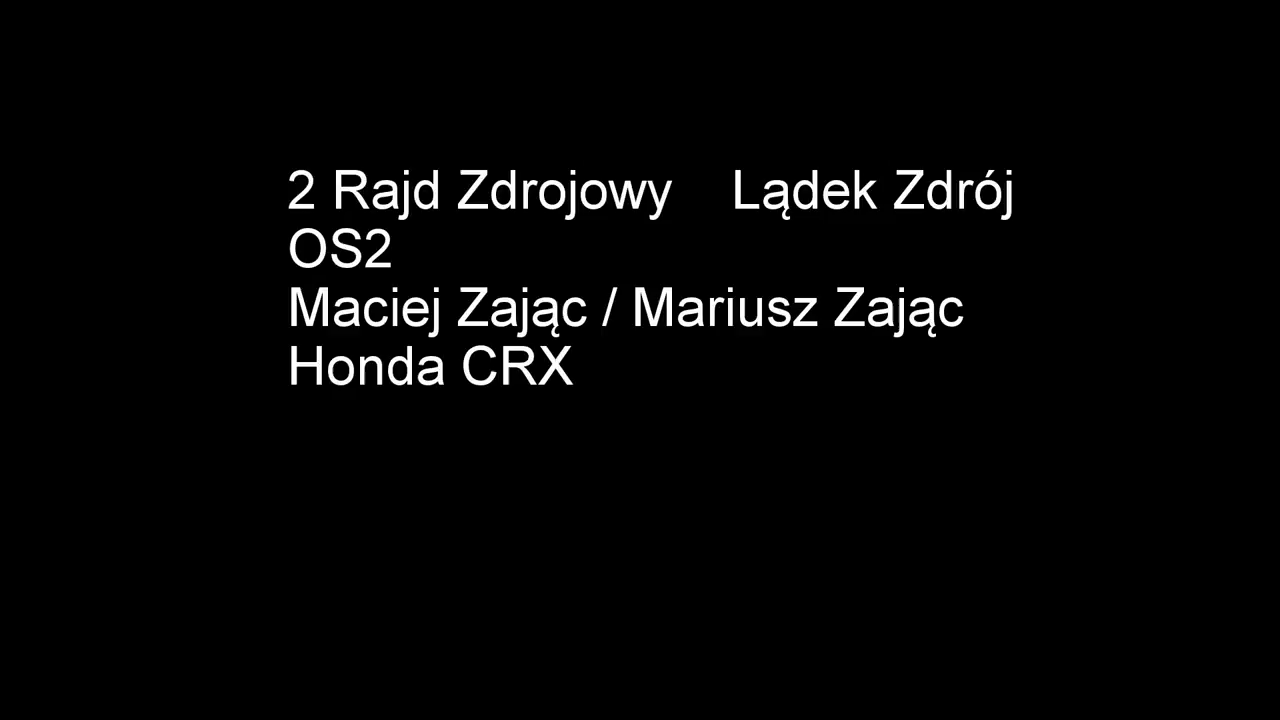 2 Rajd Zdrojowy    Lądek Zdrój
OS2
Maciej Zając / Mariusz Zając
Honda CRX